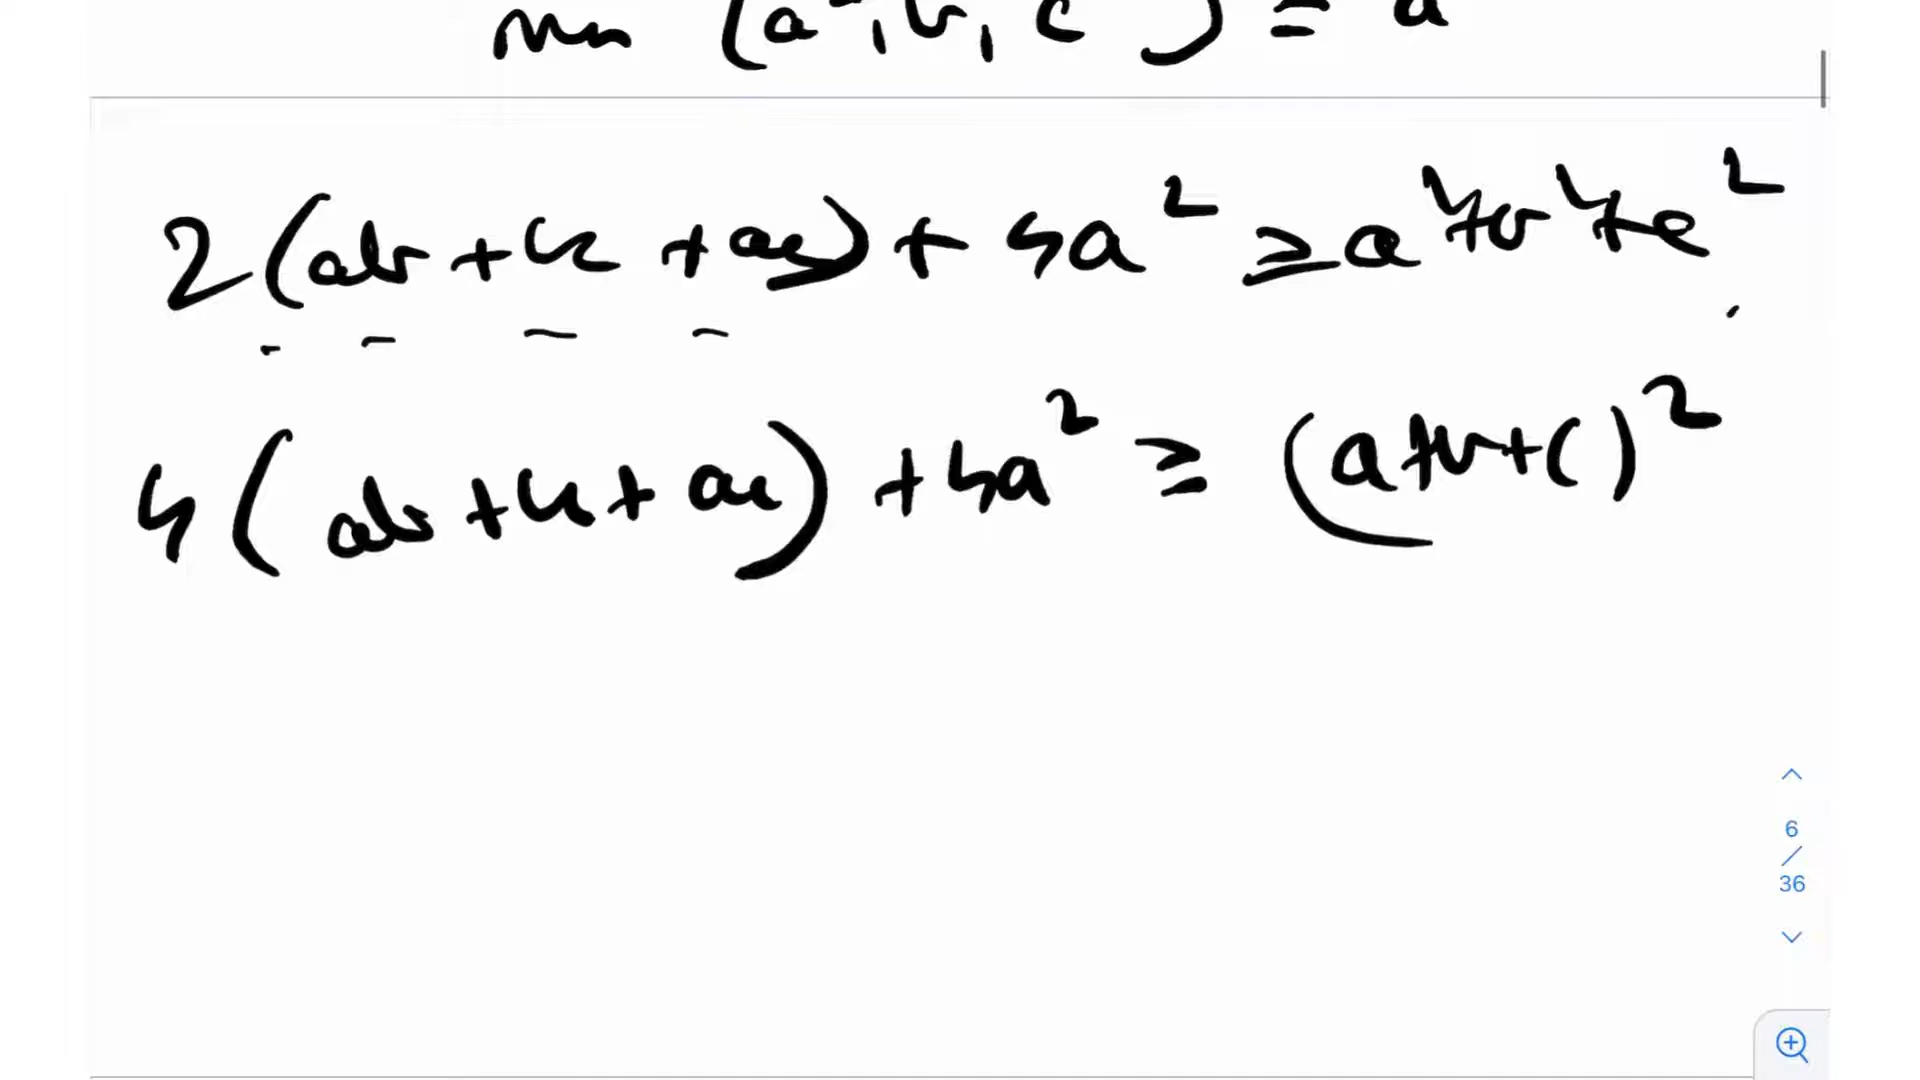 min (a², b², c²) = a²
2(ab + bc + ac) + 4a² ≥ a² + b² + c²
4(ab + bc + ac) + 4a² ≥ (a + b + c)²
6
/
36